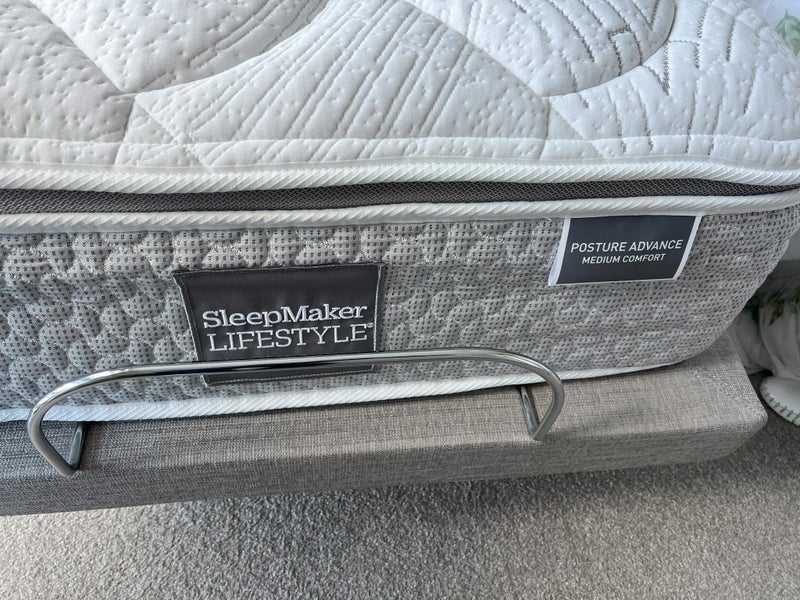 POSTURE ADVANCE
MEDIUM COMFORT
SleepMaker
LIFESTYLE®